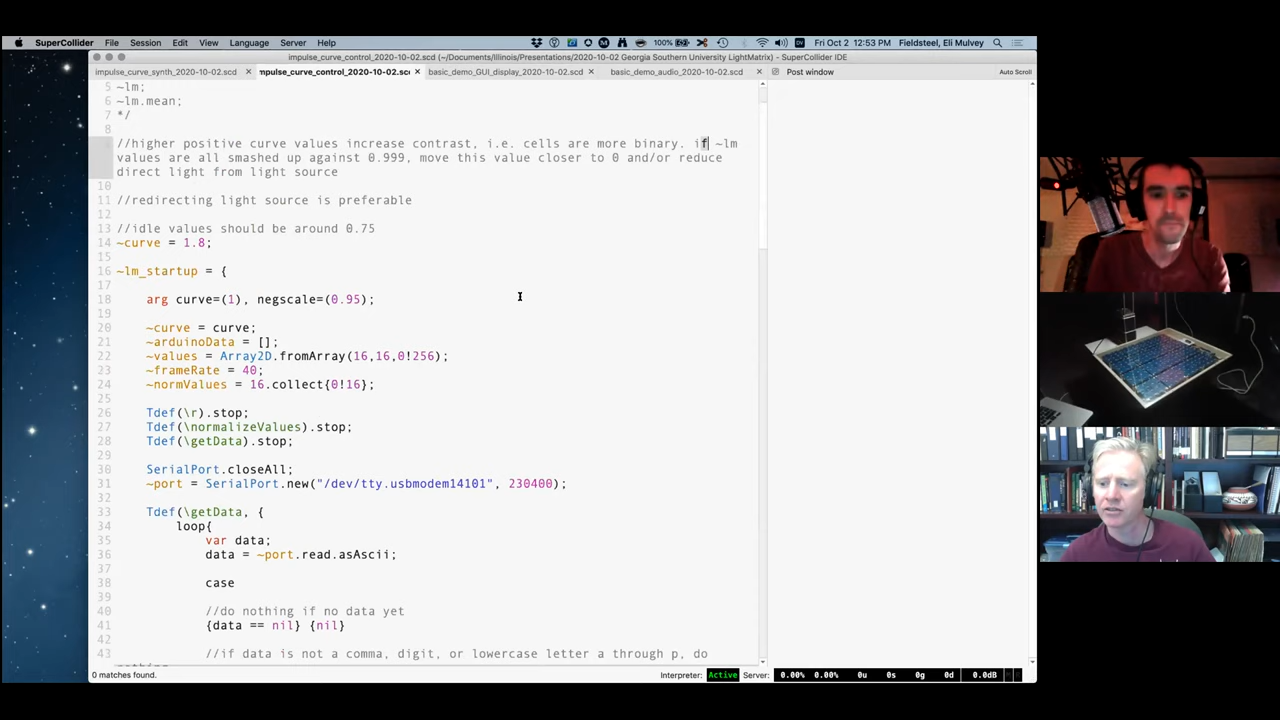 SuperCollider File Session Edit View Language Server Help 100% Fri Oct 2 12:53 PM Fieldsteel, Eli Mulvey
impulse_curve_control_2020-10-02.scd (~/Documents/Illinois/Presentations/2020-10-02 Georgia Southern University LightMatrix) - SuperCollider IDE
impulse_curve_synth_2020-10-02.scd impulse_curve_control_2020-10-02.scd basic_demo_GUI_display_2020-10-02.scd basic_demo_audio_2020-10-02.scd Post window Auto Scroll
5 ~lm;
6 ~lm.mean;
7 */
8
//higher positive curve values increase contrast, i.e. cells are more binary. if ~lm
values are all smashed up against 0.999, move this value closer to 0 and/or reduce
direct light from light source
10
11 //redirecting light source is preferable
12
13 //idle values should be around 0.75
14 ~curve = 1.8;
15
16 ~lm_startup = {
17
18 arg curve=(1), negscale=(0.95);
19
20 ~curve = curve;
21 ~arduinoData = [];
22 ~values = Array2D.fromArray(16,16,0!256);
23 ~frameRate = 40;
24 ~normValues = 16.collect{0!16};
25
26 Tdef(\r).stop;
27 Tdef(\normalizeValues).stop;
28 Tdef(\getData).stop;
29
30 SerialPort.closeAll;
31 ~port = SerialPort.new("/dev/tty.usbmodem14101", 230400);
32
33 Tdef(\getData, {
34 loop{
35 var data;
36 data = ~port.read.asAscii;
37
38 case
39
40 //do nothing if no data yet
41 {data == nil} {nil}
42
43 //if data is not a comma, digit, or lowercase letter a through p, do
0 matches found. Interpreter: Active Server: 0.00% 0.00% 0u 0s 0g 0d 0.0dB